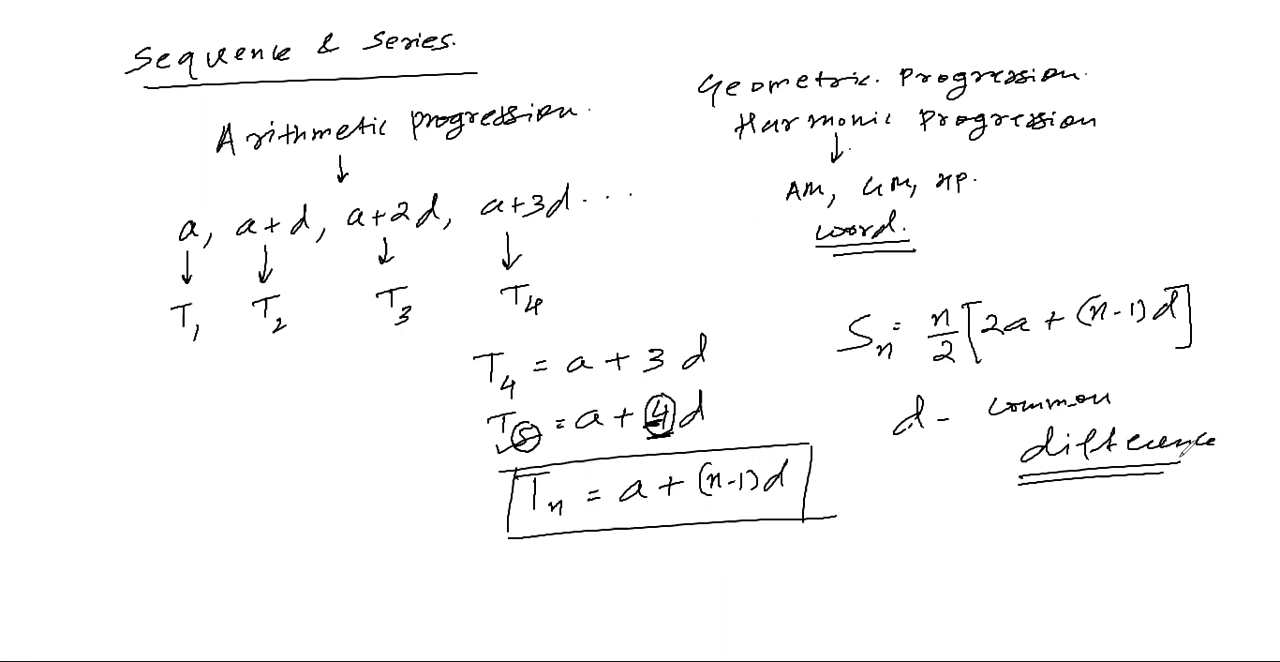 Sequence & Series.
Arithmetic progression.
a, a+d, a+2d, a+3d...
T₁ T₂ T₃ T₄
T₄ = a + 3d
T₅ = a + 4d
Tₙ = a + (n-1)d
Geometric. Progression.
Harmonic Progression
AM, GM, HP.
word.
Sₙ = n/2 [2a + (n-1)d]
d - common
difference